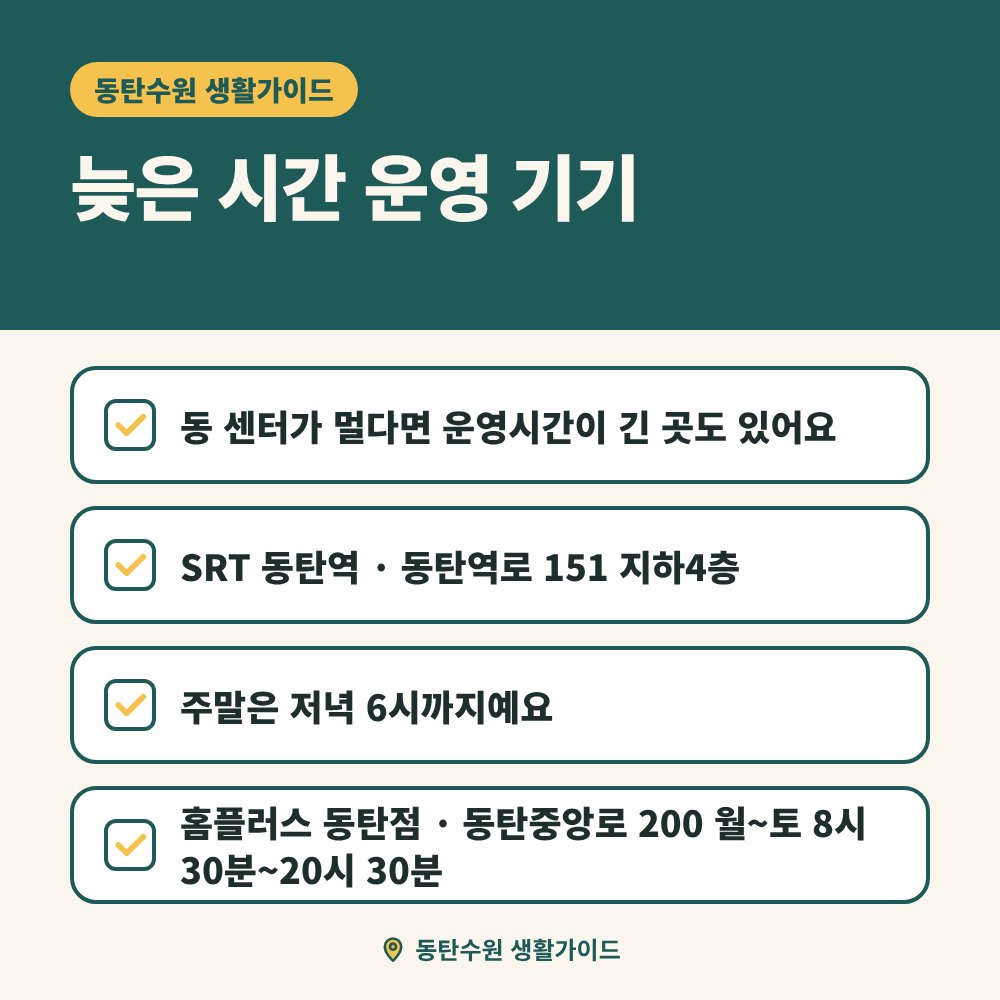 동탄수원 생활가이드
늦은 시간 운영 기기
동 센터가 멀다면 운영시간이 긴 곳도 있어요
SRT 동탄역 · 동탄역로 151 지하4층
주말은 저녁 6시까지예요
홈플러스 동탄점 · 동탄중앙로 200 월~토 8시
30분~20시 30분
동탄수원 생활가이드